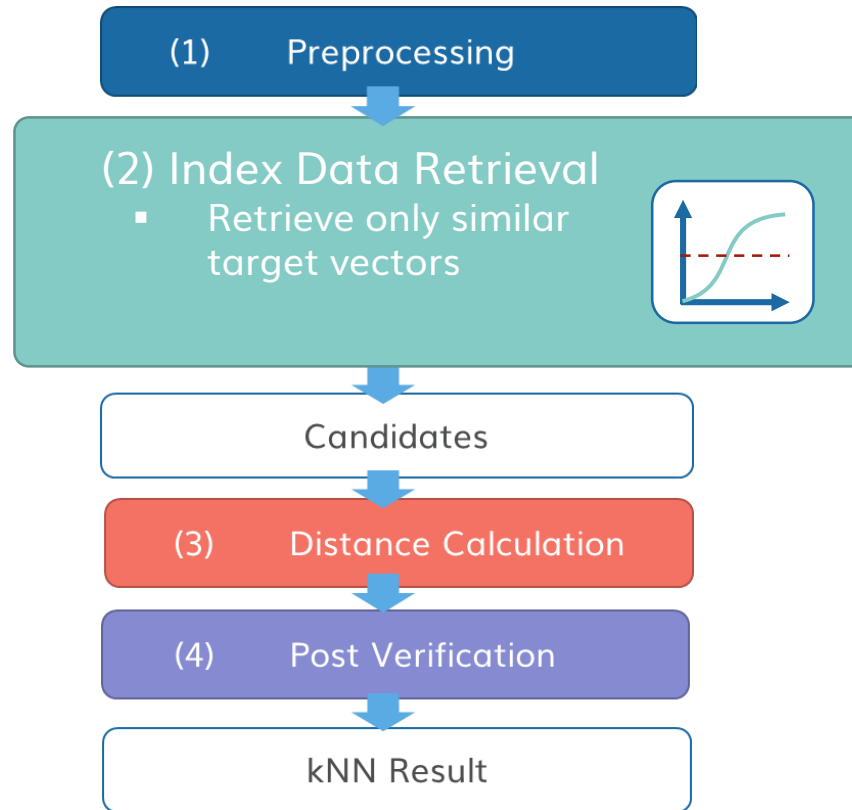 (1) Preprocessing
(2) Index Data Retrieval
▪ Retrieve only similar
target vectors
Candidates
(3) Distance Calculation
(4) Post Verification
kNN Result